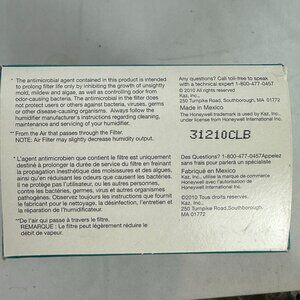 * The antimicrobial agent contained in this product is intended
to prolong filter life only by inhibiting the growth of unsightly
mold, mildew and algae, as well as controlling odor from
odor-causing bacteria. The antimicrobial in the filter does
not protect users or others against bacteria, viruses, germs
or other disease-causing organisms. Always follow the
humidifier manufacturer's instructions regarding cleaning,
maintenance and servicing of your humidifier.
** From the Air that passes through the Filter.
NOTE: Air Filter may slightly decrease humidity output.
* L'agent antimicrobien que contient le filtre est uniquement
destiné à prolonger la durée de service du filtre en freinant
la propagation inesthétique des moisissures et des algues,
ainsi qu'en réduisant les odeurs que causent les bactéries.
Il ne protège pas l'utilisateur, ou les autres personnes,
contre les bactéries, germes, virus et autres organismes
pathogènes. Observez toujours les instructions que fournit
le fabricant pour le nettoyage, la désinfection, l'entretien et
la réparation de l'humidificateur.
**De l'air qui passe à travers le filtre.
REMARQUE : Le filtre peut légèrement réduire le
débit de vapeur.
Any questions? Call toll-free to speak
with a technical expert 1-800-477-0457
© 2010 All rights reserved
Kaz, Inc.,
250 Turnpike Road, Southborough, MA 01772
Made in Mexico
The Honeywell trademark is used by Kaz, Inc.
under license from Honeywell International Inc.
31210CLB
Des Questions? 1-800-477-0457Appelez
sans frais pour parlera un spécialiste
Fabriqué en Mexico
Kaz, Inc., utilise la marque de commerce
Honeywell avec l'autorisation de
Honeywell International Inc.
©2010 Tous droits reserves.
Kaz, Inc.,
250 Turnpike Road,Southborough,
MA 01772